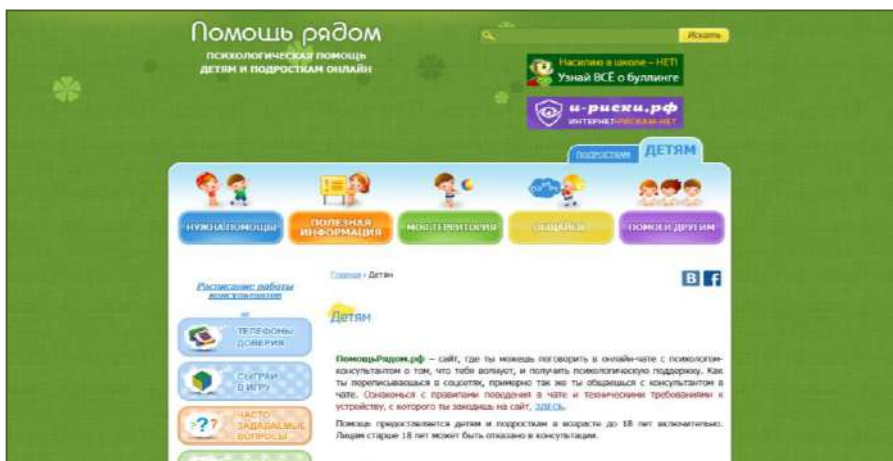 Помощь рядом
ПСИХОЛОГИЧЕСКАЯ ПОМОЩЬ
ДЕТЯМ И ПОДРОСТКАМ ОНЛАЙН
Искать
Насилию в школе – НЕТ!
Узнай ВСЁ о буллинге
и-риски.рф
ИНТЕРНЕТ-РИСКАМ-НЕТ
ПОДРОСТКАМ
ДЕТЯМ
НУЖНА ПОМОЩЬ
ПОЛЕЗНАЯ
ИНФОРМАЦИЯ
МОЯ ТЕРРИТОРИЯ
ОБЩАЙСЯ
ПОМОГИ ДРУГИМ
Расписание работы
консультантов
Главная › Детям
Детям
ТЕЛЕФОНЫ
ДОВЕРИЯ
СЫГРАЙ
В ИГРУ
ЧАСТО
ЗАДАВАЕМЫЕ
ВОПРОСЫ
ПомощьРядом.рф – сайт, где ты можешь поговорить в онлайн-чате с психологом-
консультантом о том, что тебя волнует, и получить психологическую поддержку. Как
ты переписываешься в соцсетях, примерно так же ты общаешься с консультантом в
чате. Ознакомься с правилами поведения в чате и техническими требованиями к
устройству, с которого ты заходишь на сайт, ЗДЕСЬ.
Помощь предоставляется детям и подросткам в возрасте до 18 лет включительно.
Лицам старше 18 лет может быть отказано в консультации.